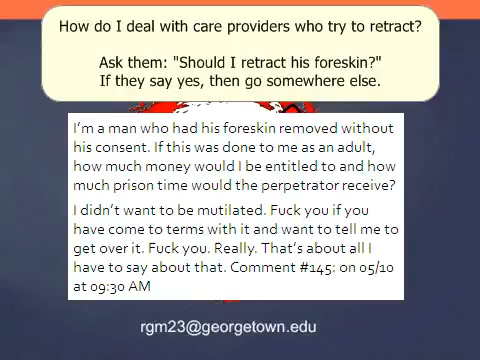 How do I deal with care providers who try to retract?
Ask them: "Should I retract his foreskin?"
If they say yes, then go somewhere else.
I'm a man who had his foreskin removed without
his consent. If this was done to me as an adult,
how much money would I be entitled to and how
much prison time would the perpetrator receive?
I didn't want to be mutilated. Fuck you if you
have come to terms with it and want to tell me to
get over it. Fuck you. Really. That's about all I
have to say about that. Comment #145: on 05/10
at 09:30 AM
rgm23@georgetown.edu